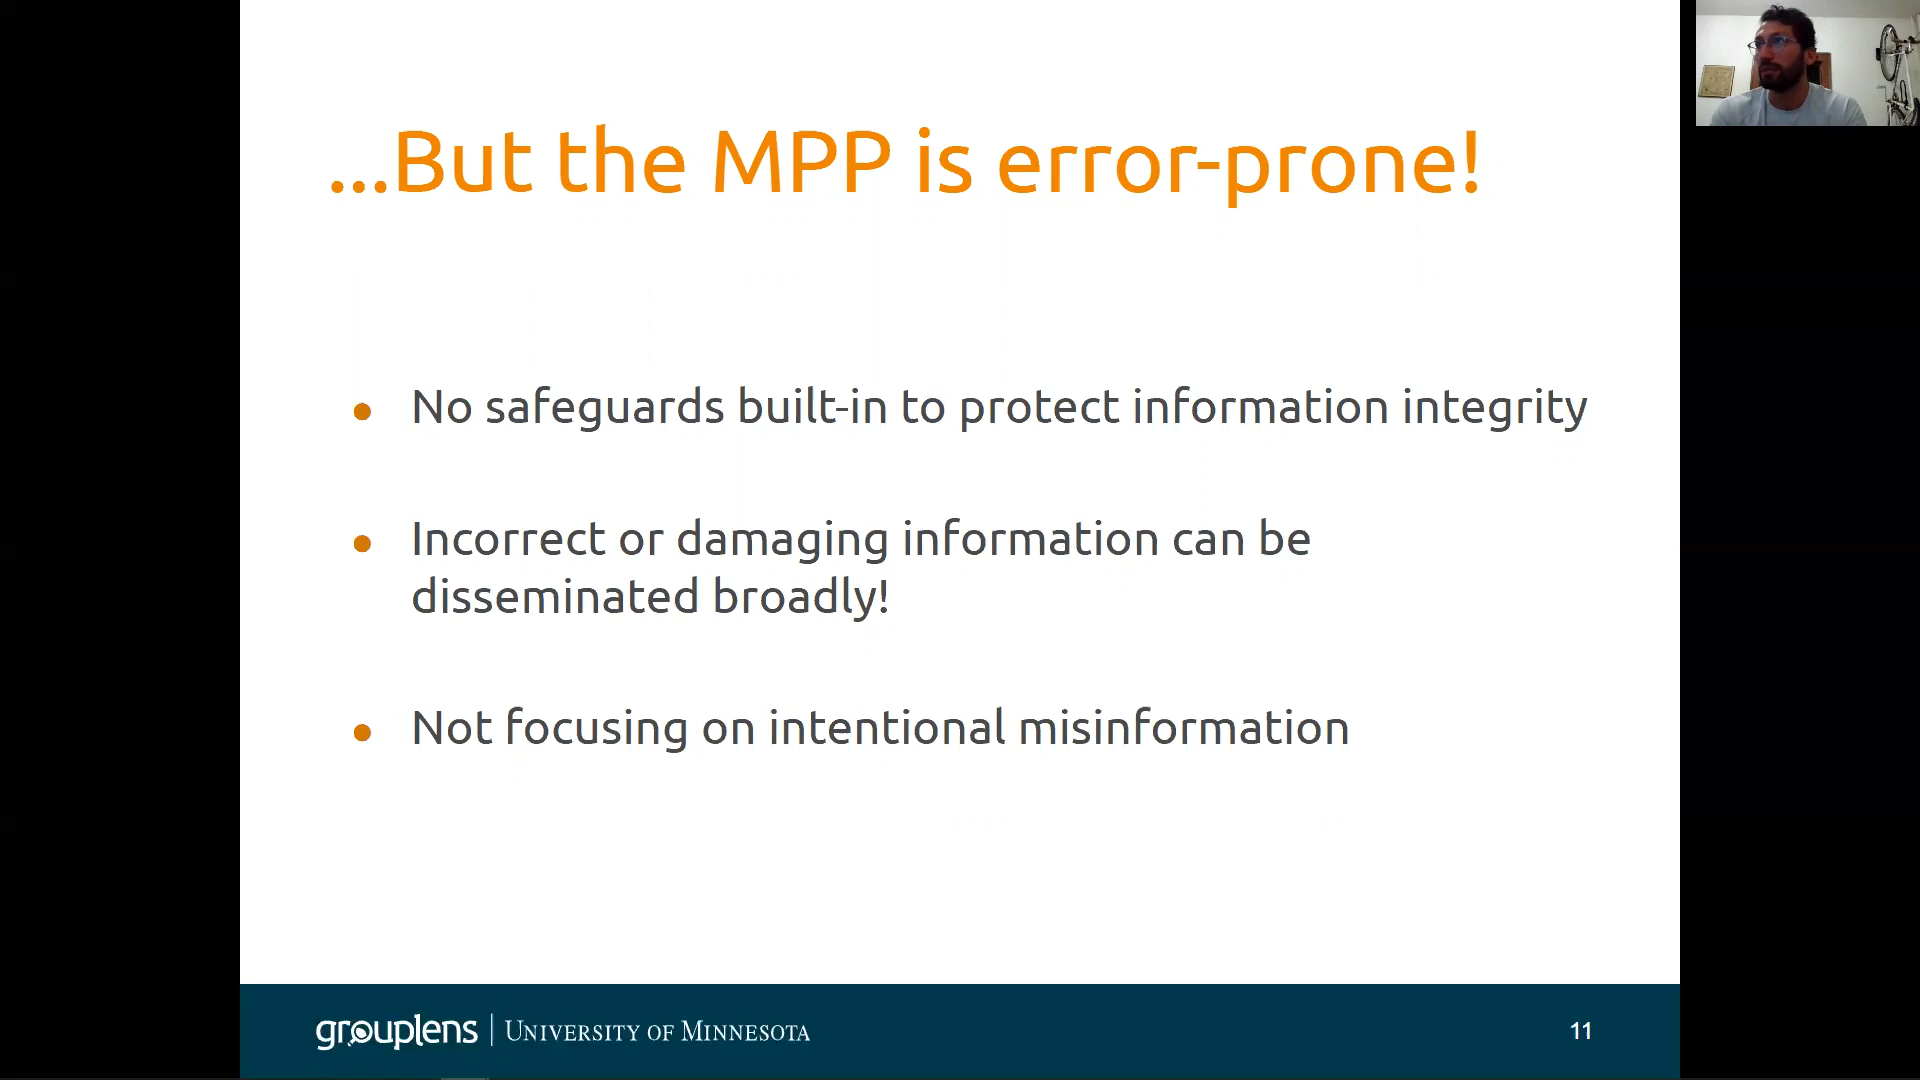 ...But the MPP is error-prone!
No safeguards built-in to protect information integrity
Incorrect or damaging information can be
disseminated broadly!
Not focusing on intentional misinformation
grouplens | UNIVERSITY OF MINNESOTA
11